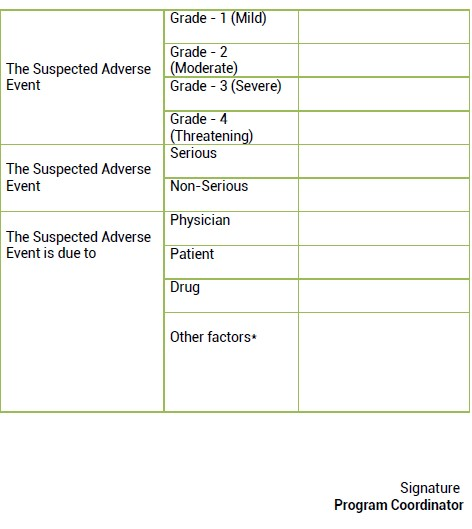 Grade - 1 (Mild)
The Suspected Adverse
Event
Grade - 2
(Moderate)
Grade - 3 (Severe)
Grade - 4
(Threatening)
The Suspected Adverse
Event
Serious
Non-Serious
The Suspected Adverse
Event is due to
Physician
Patient
Drug
Other factors*
Signature
Program Coordinator